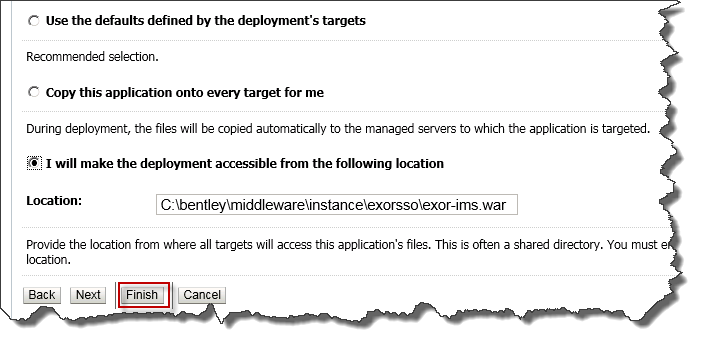 Use the defaults defined by the deployment's targets
Recommended selection.
Copy this application onto every target for me
During deployment, the files will be copied automatically to the managed servers to which the application is targeted.
I will make the deployment accessible from the following location
Location: C:\bentley\middleware\instance\exorsso\exor-ims.war
Provide the location from where all targets will access this application's files. This is often a shared directory. You must
location.
Back Next Finish Cancel